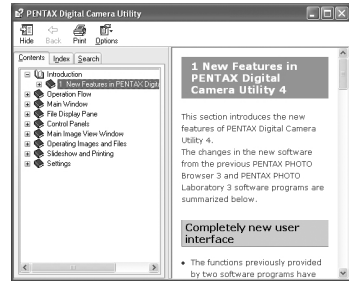 PENTAX Digital Camera Utility
Hide Back Print Options
Contents Index Search
Introduction
1 New Features in PENTAX Digit
Operation Flow
Main Window
File Display Pane
Control Panels
Main Image View Window
Operating Images and Files
Slideshow and Printing
Settings
1 New Features in
PENTAX Digital
Camera Utility 4
This section introduces the new
features of PENTAX Digital Camera
Utility 4.
The changes in the new software
from the previous PENTAX PHOTO
Browser 3 and PENTAX PHOTO
Laboratory 3 software programs are
summarized below.
Completely new user
interface
• The functions previously provided
by two software programs have